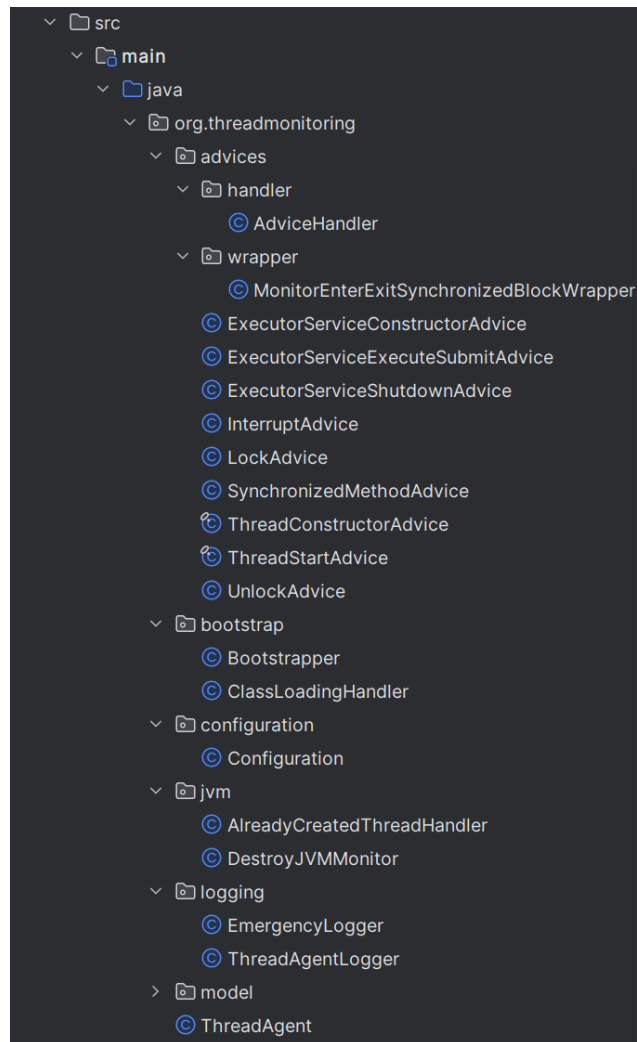 src
main
java
org.threadmonitoring
advices
handler
AdviceHandler
wrapper
MonitorEnterExitSynchronizedBlockWrapper
ExecutorServiceConstructorAdvice
ExecutorServiceExecuteSubmitAdvice
ExecutorServiceShutdownAdvice
InterruptAdvice
LockAdvice
SynchronizedMethodAdvice
ThreadConstructorAdvice
ThreadStartAdvice
UnlockAdvice
bootstrap
Bootstrapper
ClassLoadingHandler
configuration
Configuration
jvm
AlreadyCreatedThreadHandler
DestroyJVMMonitor
logging
EmergencyLogger
ThreadAgentLogger
model
ThreadAgent